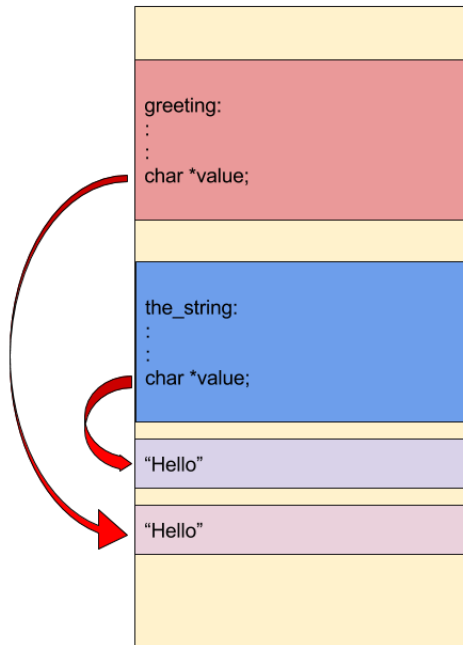 greeting:
:
:
char *value;
the_string:
:
:
char *value;
“Hello”
“Hello”